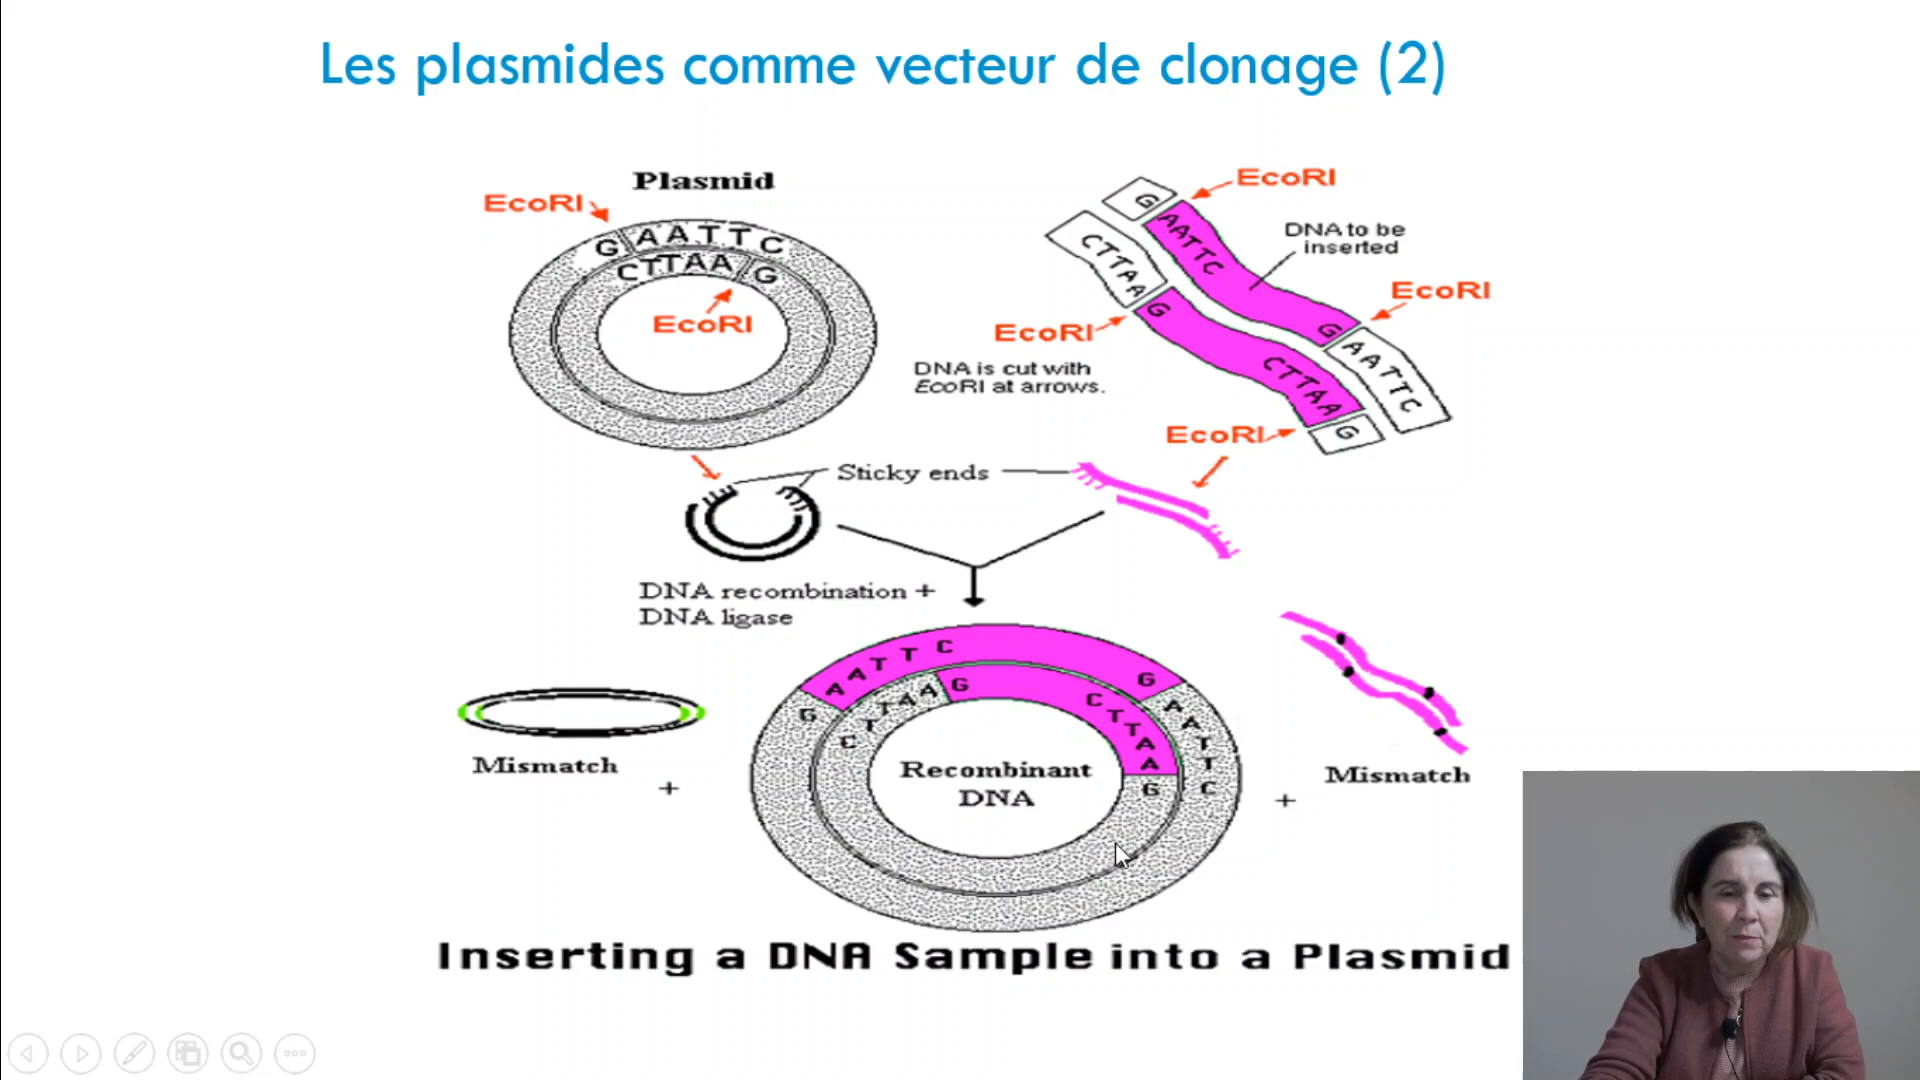 Les plasmides comme vecteur de clonage (2)
Plasmid
EcoRI
GAATTC
CTTAAG
EcoRI
EcoRI
G AATTC
CTTAA G
DNA to be
inserted
EcoRI
EcoRI
G AATTC
CTTAA G
DNA is cut with
EcoRI at arrows.
EcoRI
Sticky ends
DNA recombination +
DNA ligase
G AATTC
CTTAA G
G AATTC
CTTAA G
Recombinant
DNA
Mismatch
+
+
Mismatch
Inserting a DNA Sample into a Plasmid